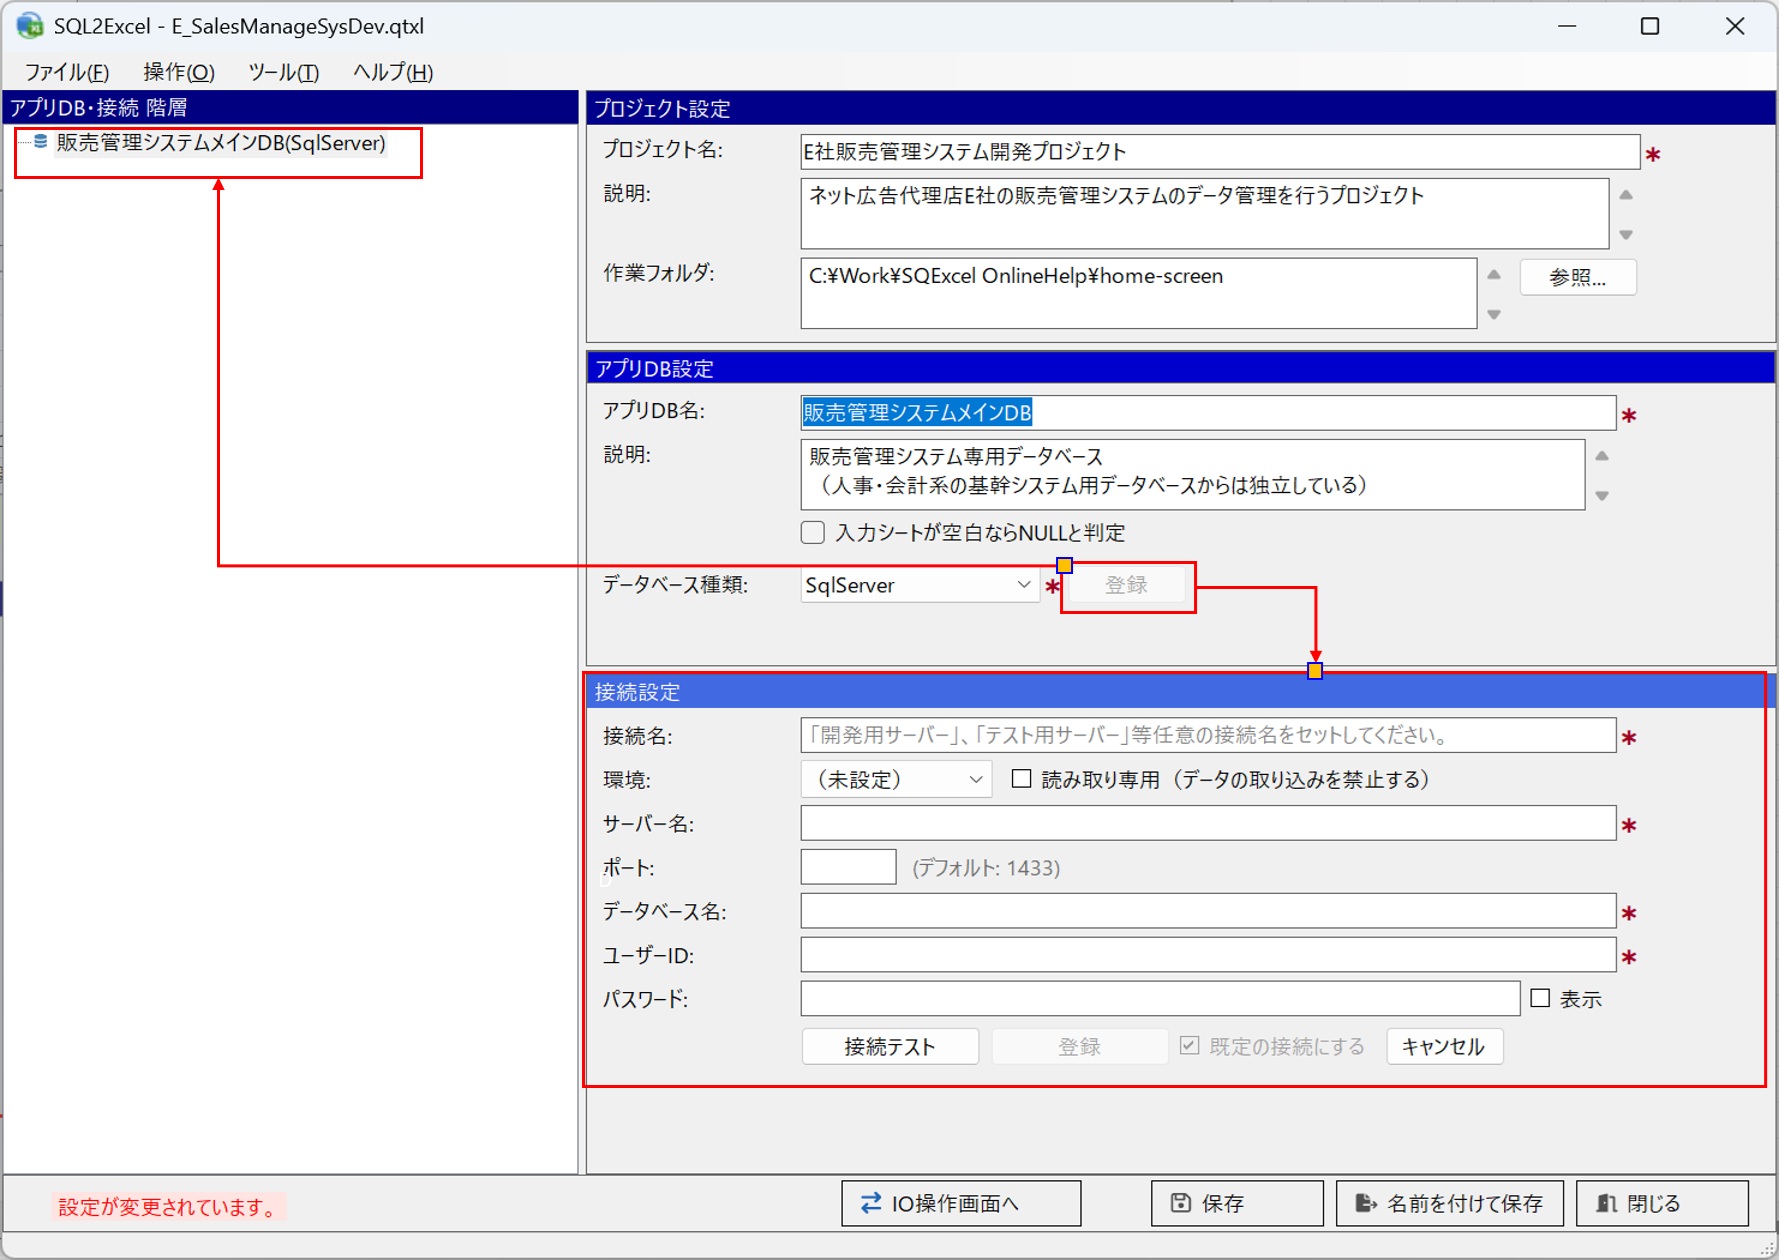 SQL2Excel - E_SalesManageSysDev.qtxl
ファイル(F) 操作(O) ツール(T) ヘルプ(H)
アプリDB・接続 階層
販売管理システムメインDB(SqlServer)
プロジェクト設定
プロジェクト名: E社販売管理システム開発プロジェクト *
説明: ネット広告代理店E社の販売管理システムのデータ管理を行うプロジェクト
作業フォルダ: C:¥Work¥SQExcel OnlineHelp¥home-screen 参照...
アプリDB設定
アプリDB名: 販売管理システムメインDB *
説明: 販売管理システム専用データベース
（人事・会計系の基幹システム用データベースからは独立している）
入力シートが空白ならNULLと判定
データベース種類: SqlServer * 登録
接続設定
接続名: 「開発用サーバー」、「テスト用サーバー」等任意の接続名をセットしてください。 *
環境: （未設定） 読み取り専用（データの取り込みを禁止する）
サーバー名: *
ポート: (デフォルト: 1433)
データベース名: *
ユーザーID: *
パスワード: 表示
接続テスト 登録 既定の接続にする キャンセル
設定が変更されています。 IO操作画面へ 保存 名前を付けて保存 閉じる